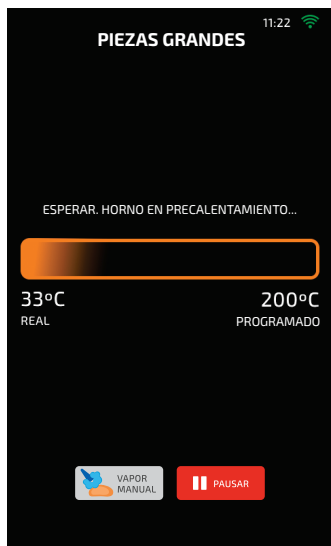 11:22
PIEZAS GRANDES
ESPERAR. HORNO EN PRECALENTAMIENTO...
33ºC
200ºC
REAL
PROGRAMADO
VAPOR
MANUAL
PAUSAR